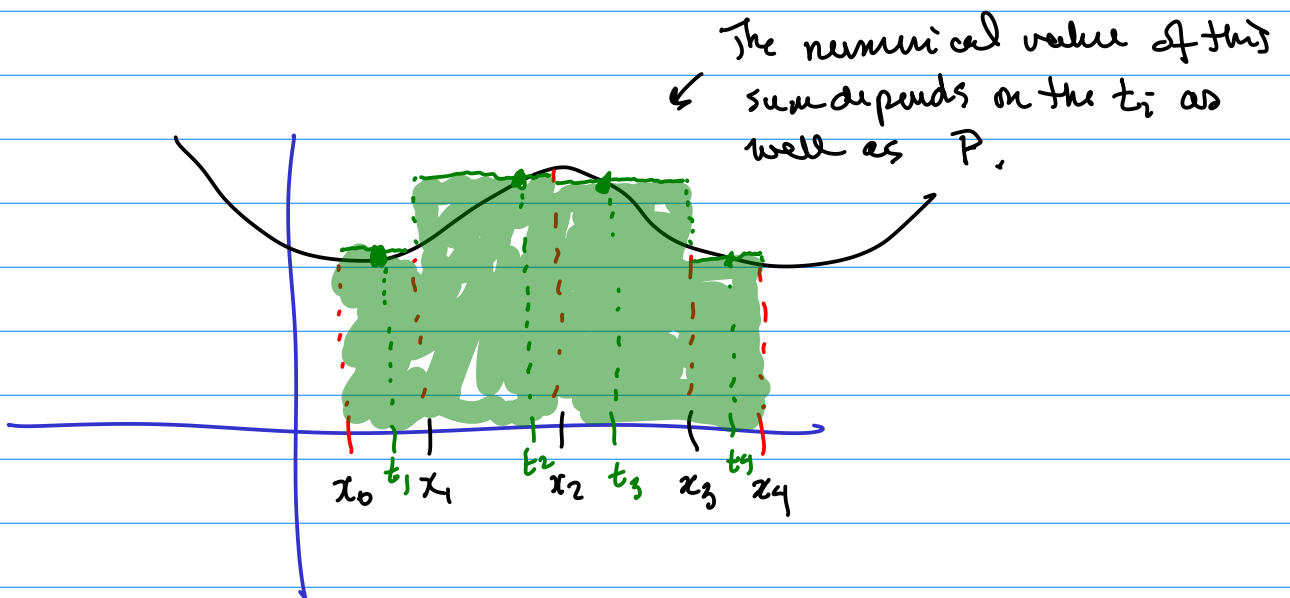 The numerical value of this
sum depends on the tᵢ as
well as P.
x₀ t₁ x₁ t₂ x₂ t₃ x₃ t₄ x₄